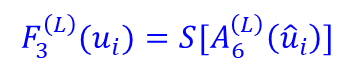 $F_3^{(L)}(u_i) = S[A_6^{(L)}(\hat{u}_i)]$